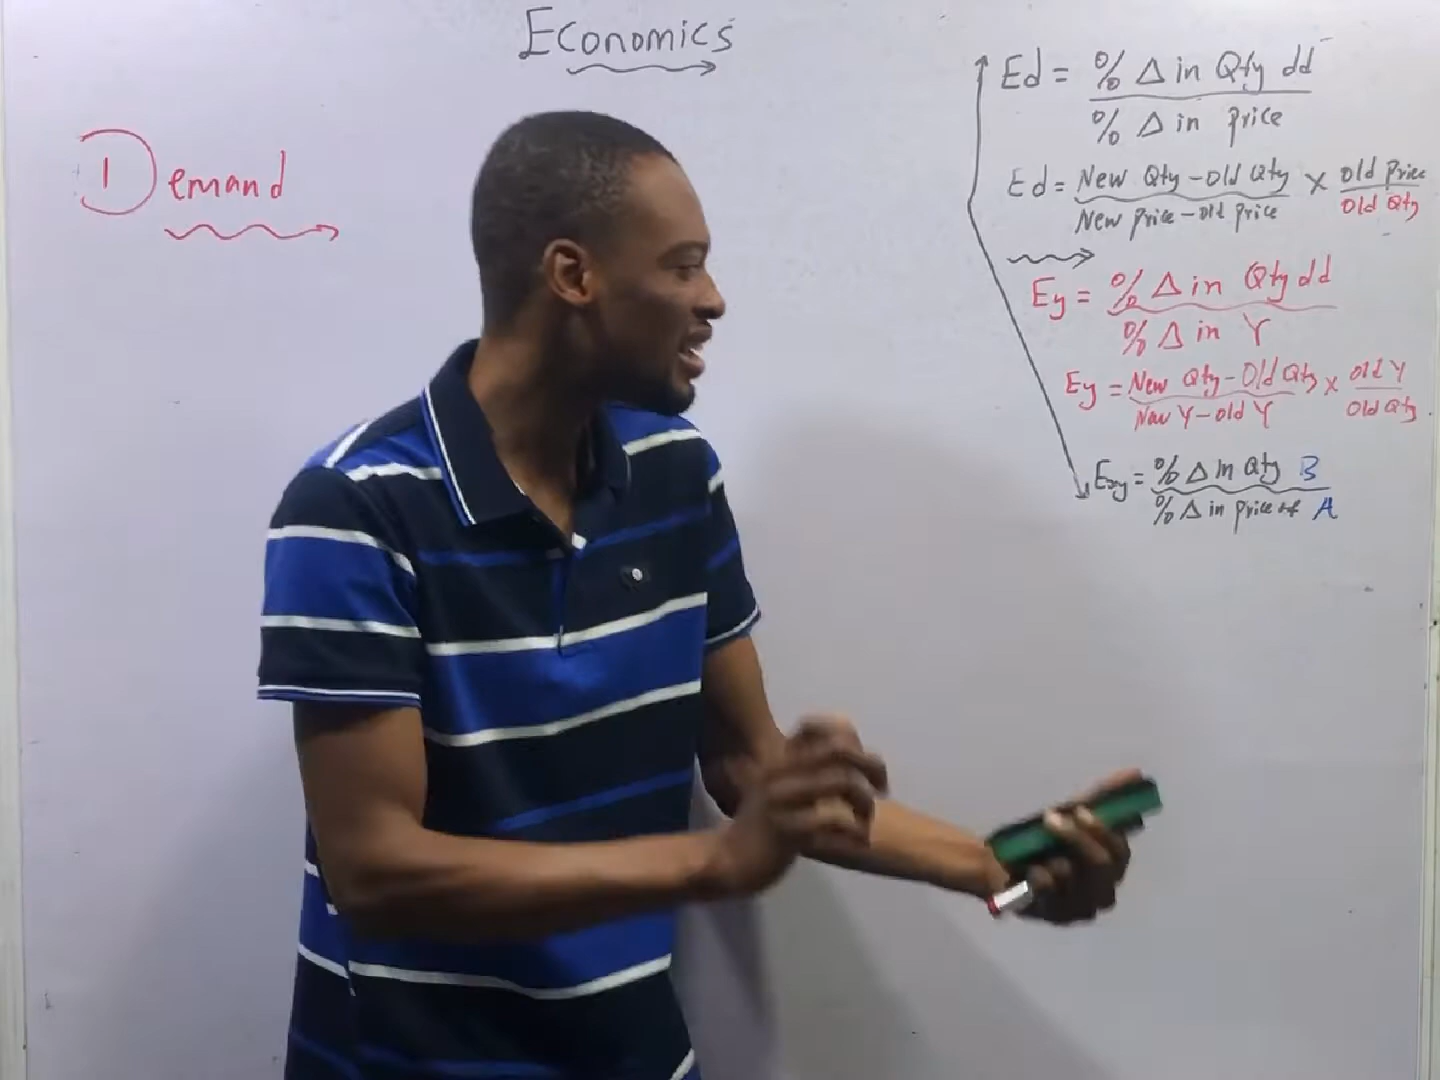 Economics
Demand
Ed = % Δ in Qty dd
% Δ in price
Ed = New Qty - Old Qty × Old Price
New price - old price Old Qty
Ey = % Δ in Qty dd
% Δ in Y
Ey = New Qty - Old Qty × Old Y
New Y - Old Y Old Qty
Exy = % Δ in Qty B
% Δ in price of A